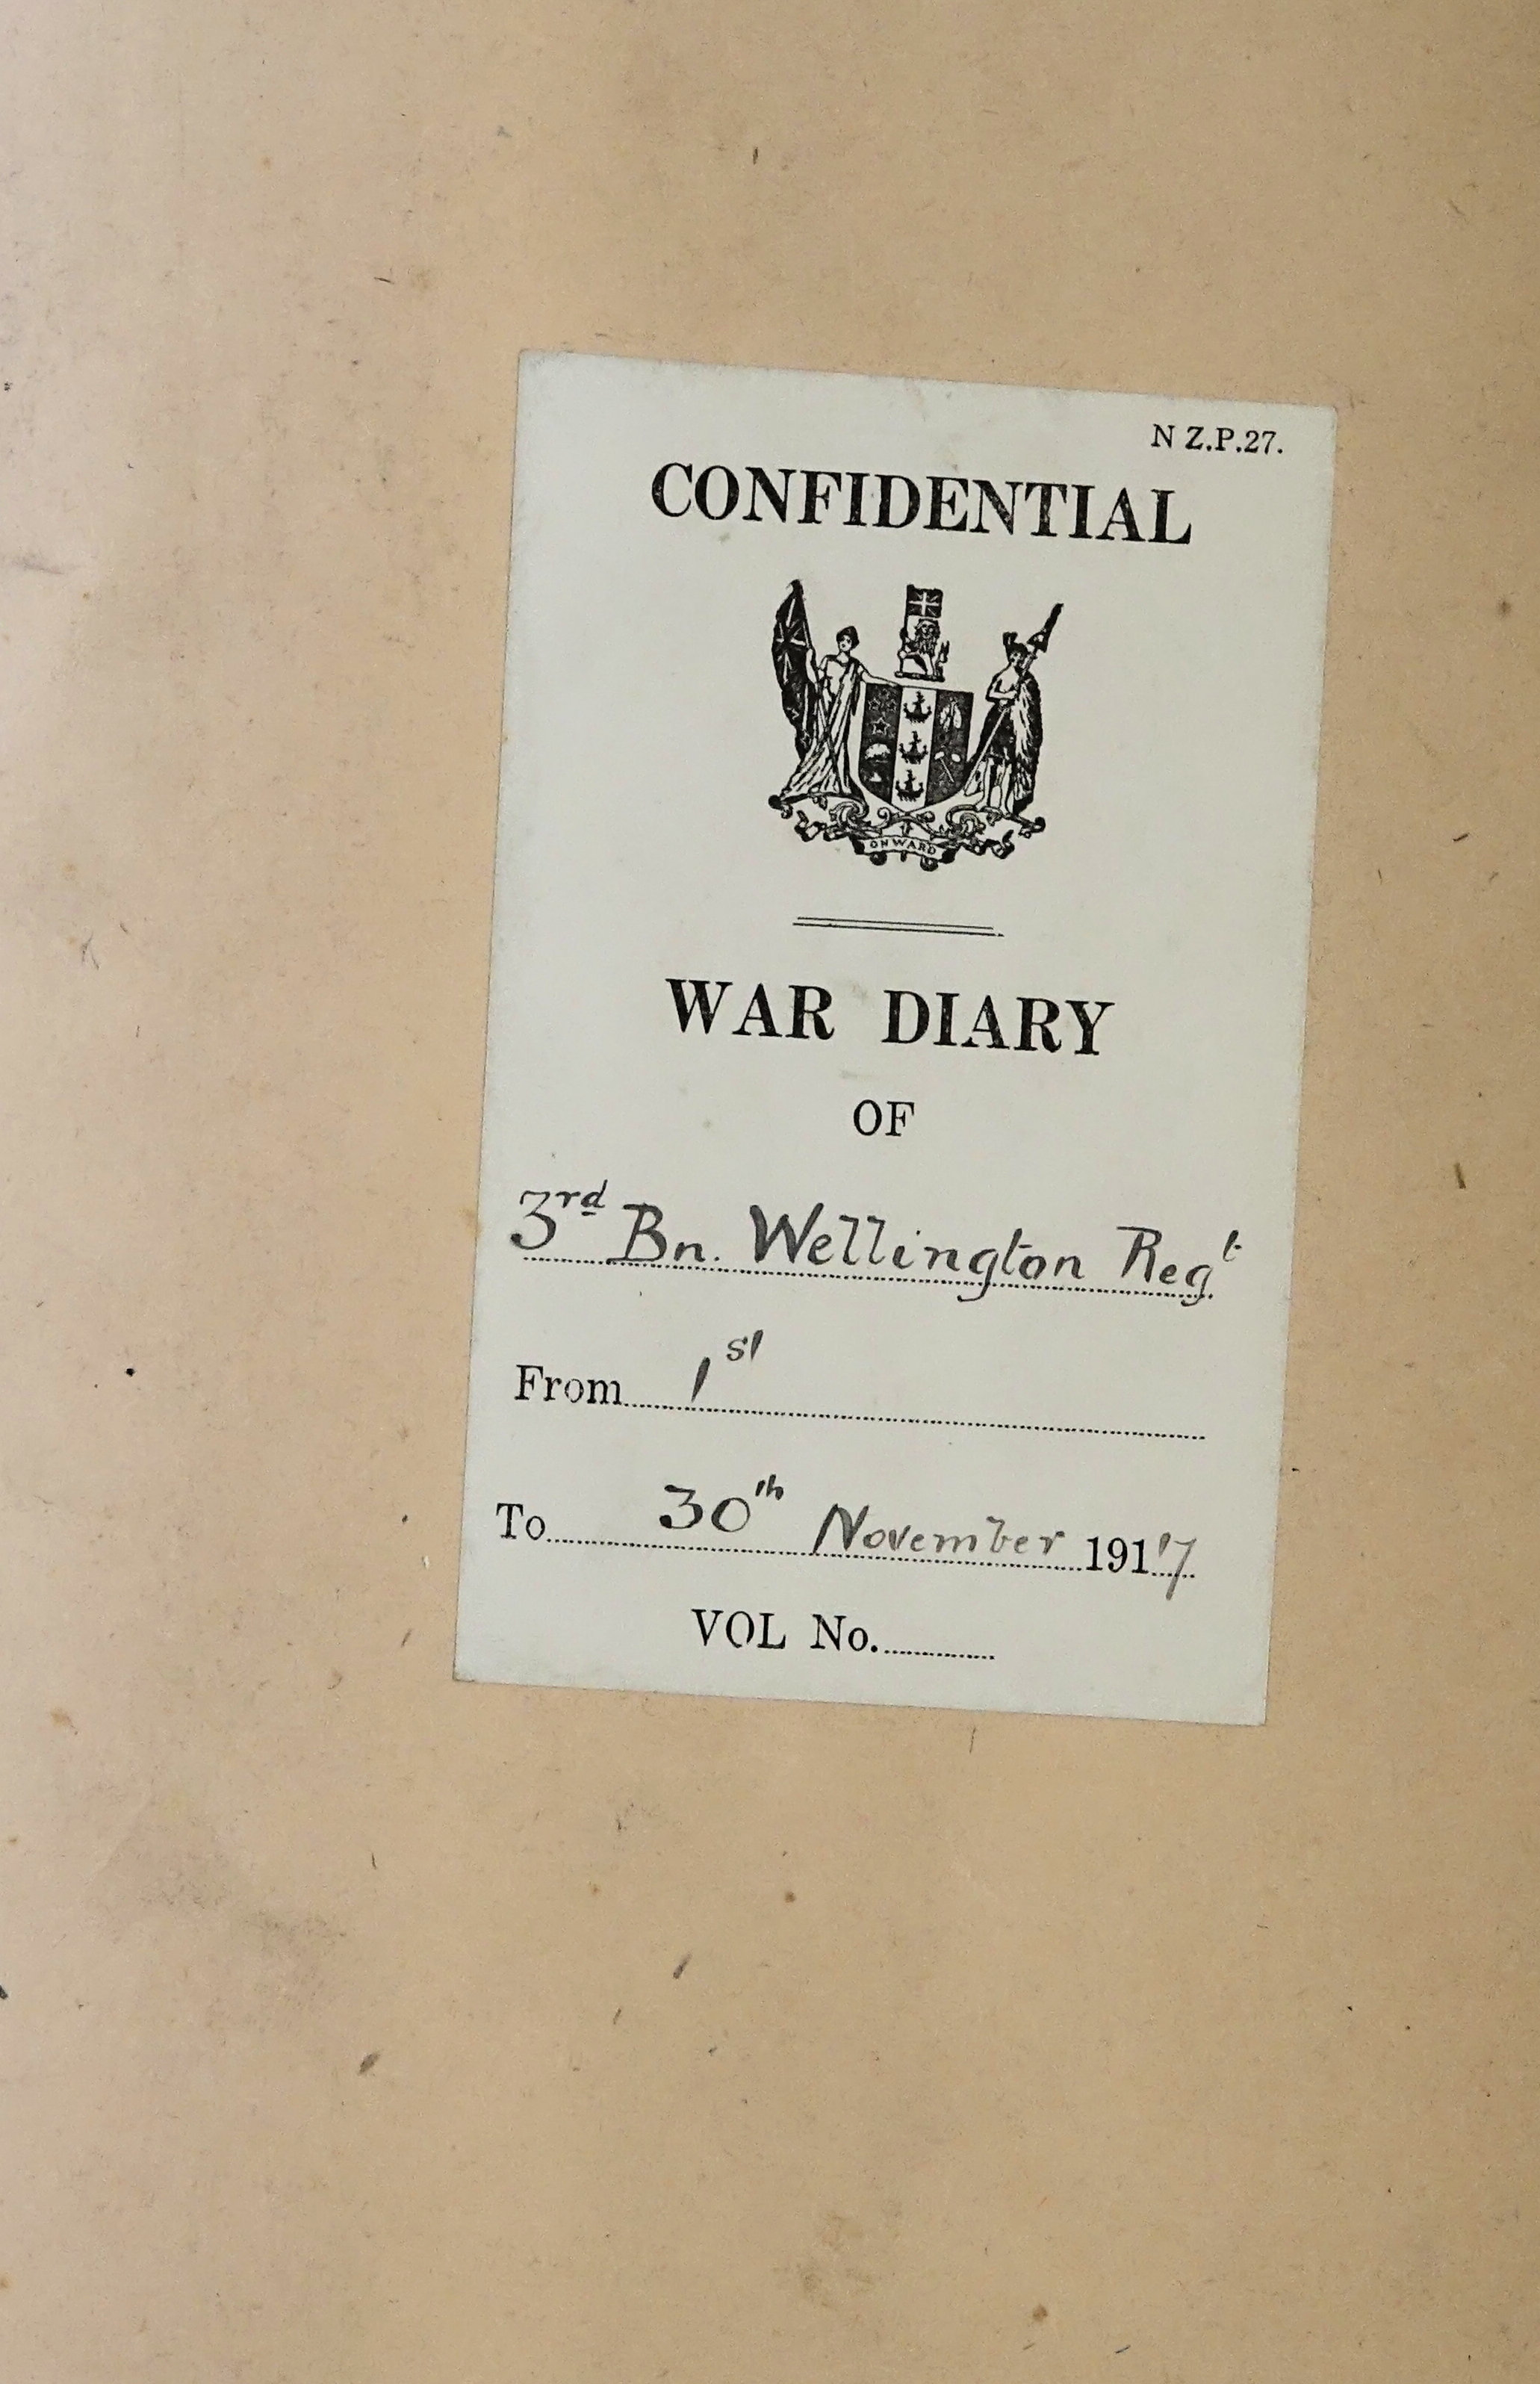 N Z.P.27.
CONFIDENTIAL
ONWARD
WAR DIARY
OF
3rd Bn. Wellington Regt
From 1st
To 30th November 1917
VOL No.